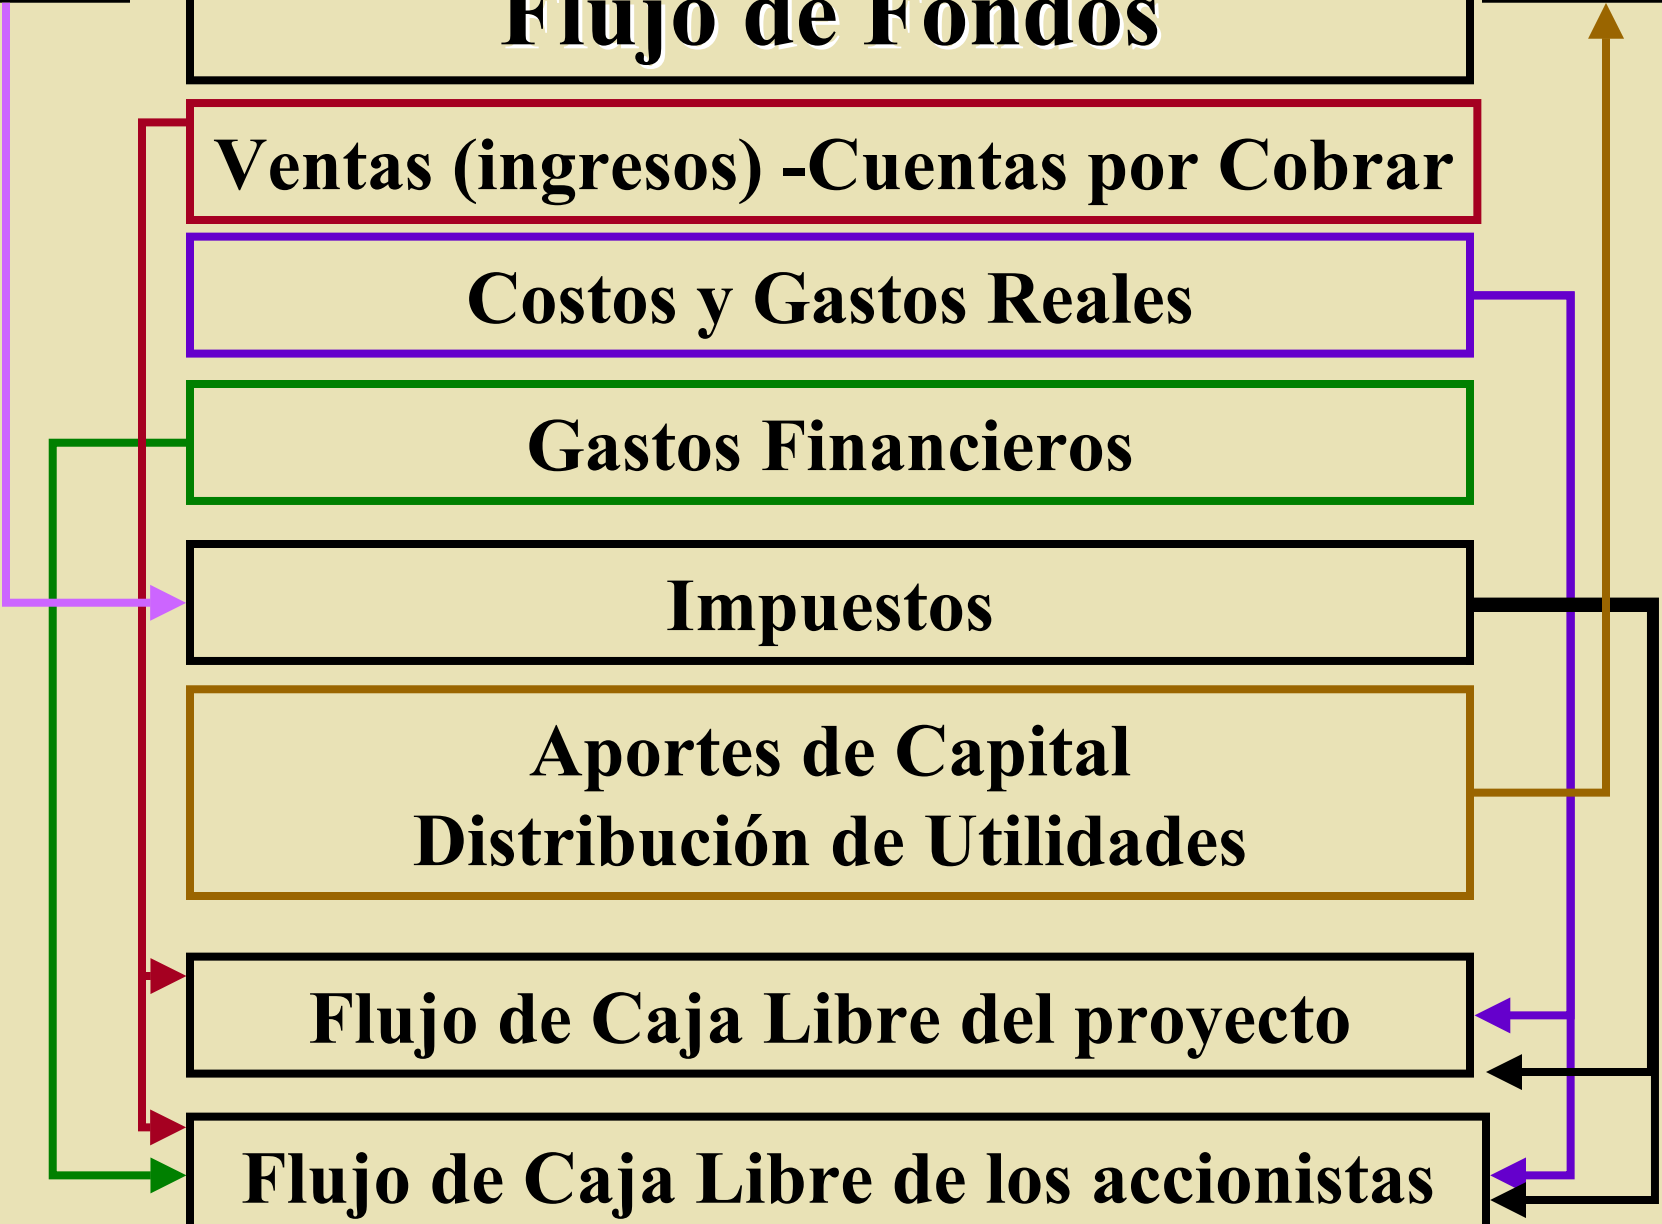 Flujo de Fondos
Ventas (ingresos) -Cuentas por Cobrar
Costos y Gastos Reales
Gastos Financieros
Impuestos
Aportes de Capital
Distribución de Utilidades
Flujo de Caja Libre del proyecto
Flujo de Caja Libre de los accionistas